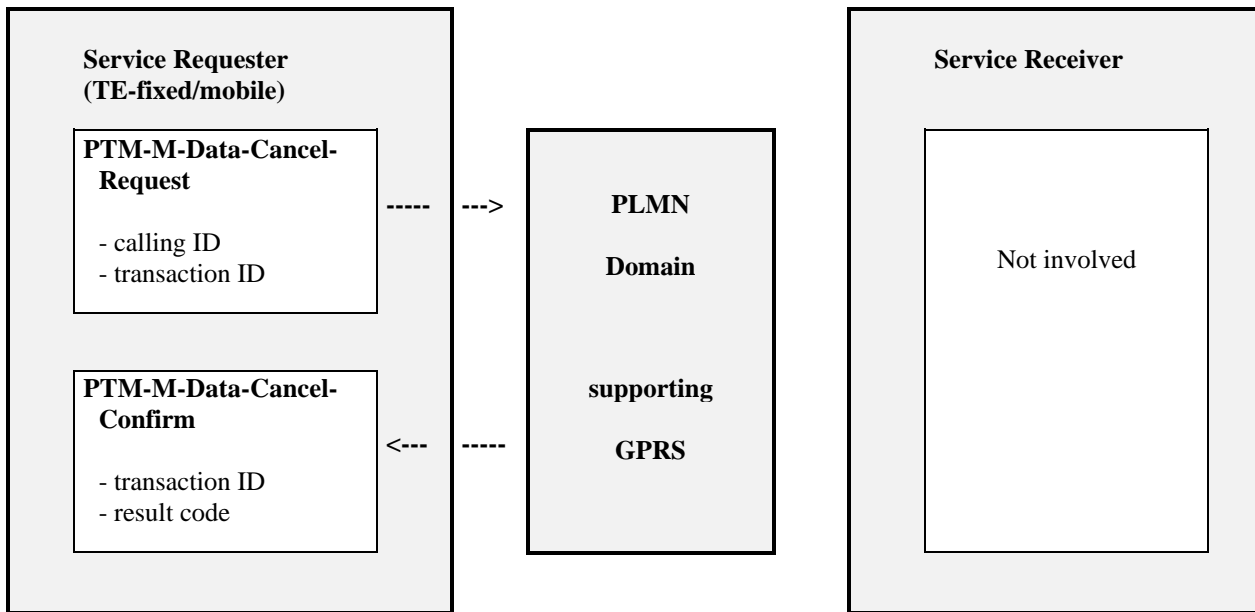 Service Requester
(TE-fixed/mobile)
PTM-M-Data-Cancel-
Request
- calling ID
- transaction ID
----- --->
PTM-M-Data-Cancel-
Confirm
- transaction ID
- result code
<--- -----
PLMN
Domain
supporting
GPRS
Service Receiver
Not involved